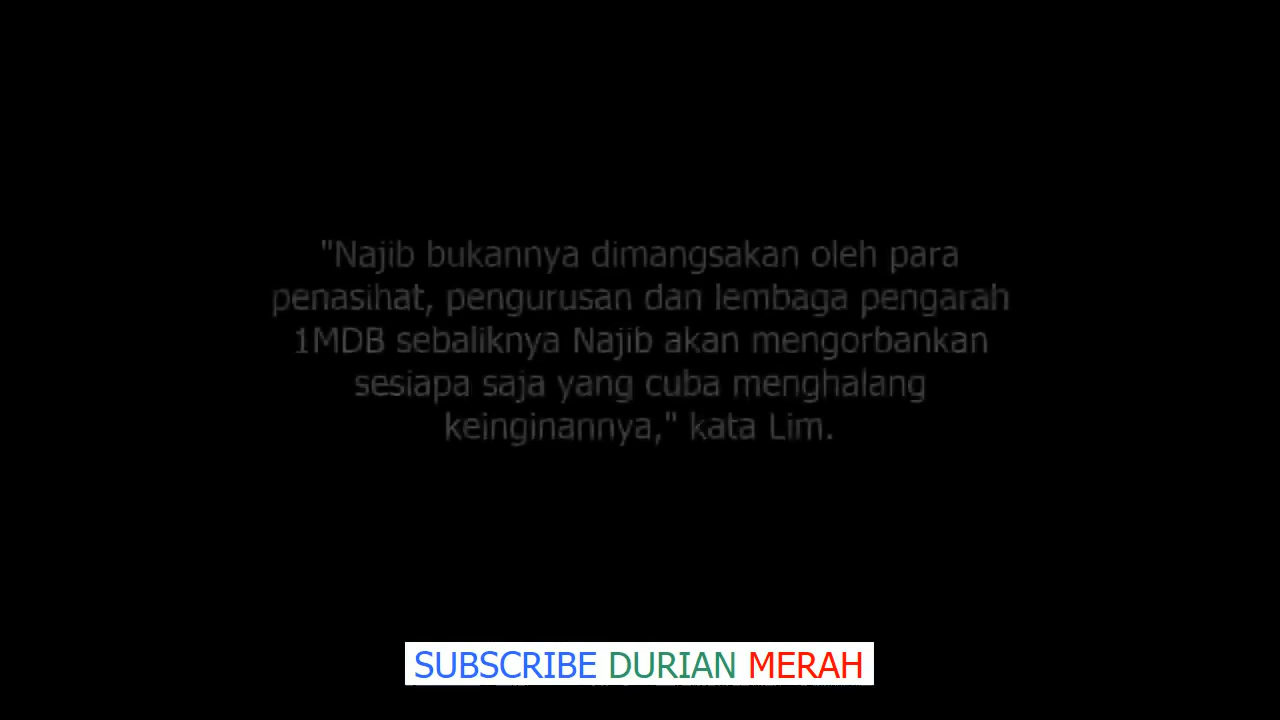 "Najib bukannya dimangsakan oleh para
penasihat, pengurusan dan lembaga pengarah
1MDB sebaliknya Najib akan mengorbankan
sesiapa saja yang cuba menghalang
keinginannya," kata Lim.
SUBSCRIBE DURIAN MERAH